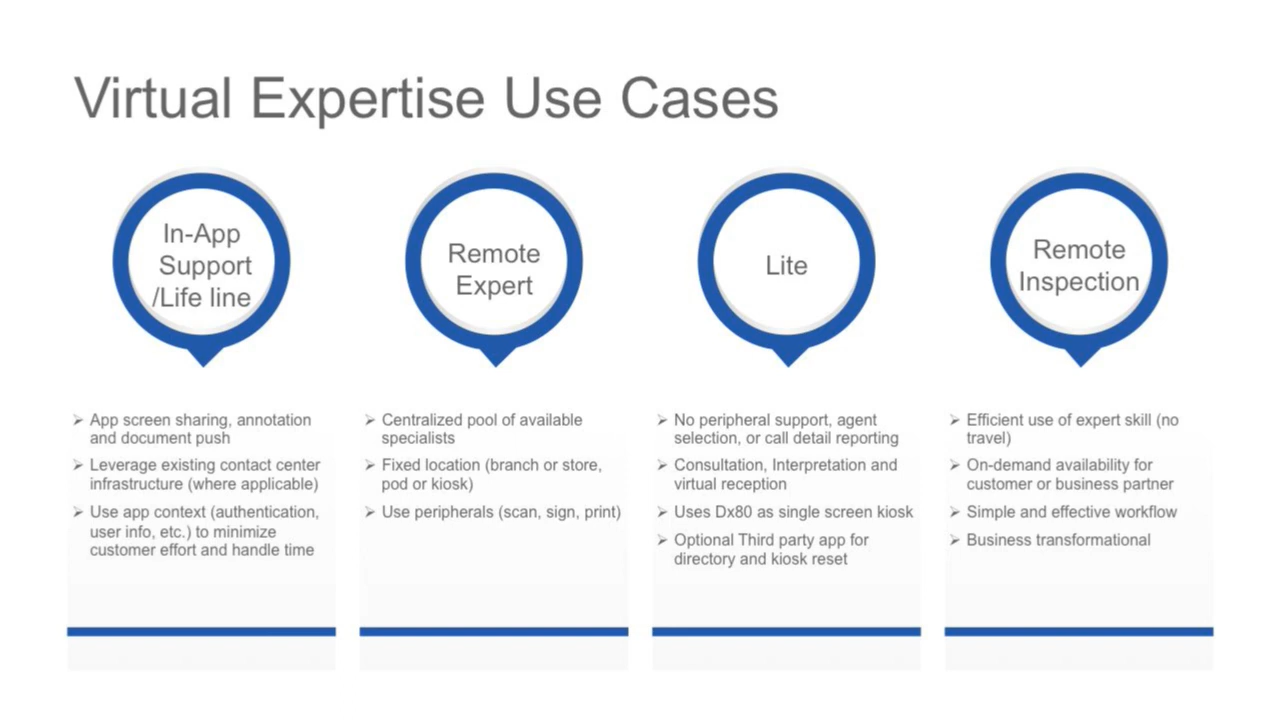 Virtual Expertise Use Cases
In-App
Support
/Life line
Remote
Expert
Lite
Remote
Inspection
➢ App screen sharing, annotation
and document push
➢ Leverage existing contact center
infrastructure (where applicable)
➢ Use app context (authentication,
user info, etc.) to minimize
customer effort and handle time
➢ Centralized pool of available
specialists
➢ Fixed location (branch or store,
pod or kiosk)
➢ Use peripherals (scan, sign, print)
➢ No peripheral support, agent
selection, or call detail reporting
➢ Consultation, Interpretation and
virtual reception
➢ Uses Dx80 as single screen kiosk
➢ Optional Third party app for
directory and kiosk reset
➢ Efficient use of expert skill (no
travel)
➢ On-demand availability for
customer or business partner
➢ Simple and effective workflow
➢ Business transformational